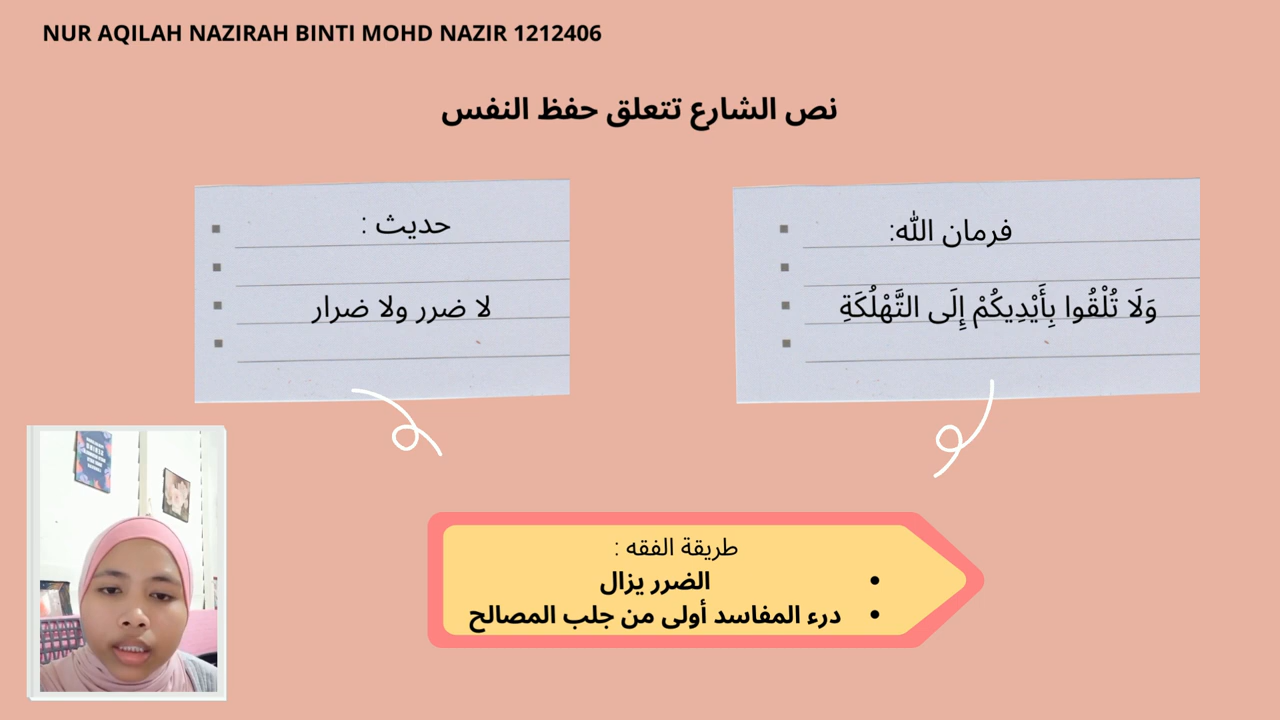 NUR AQILAH NAZIRAH BINTI MOHD NAZIR 1212406
نص الشارع تتعلق حفظ النفس
فرمان الله:
وَلَا تُلْقُوا بِأَيْدِيكُمْ إِلَى التَّهْلُكَةِ
حديث :
لا ضرر ولا ضرار
طريقة الفقه :
• الضرر يزال
• درء المفاسد أولى من جلب المصالح